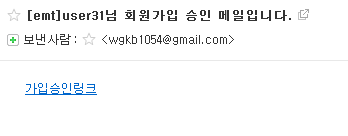 [emt]user31님 회원가입 승인 메일입니다.
보낸사람 : <wgkb1054@gmail.com>
가입승인링크